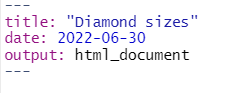 ---
title: "Diamond sizes"
date: 2022-06-30
output: html_document
---